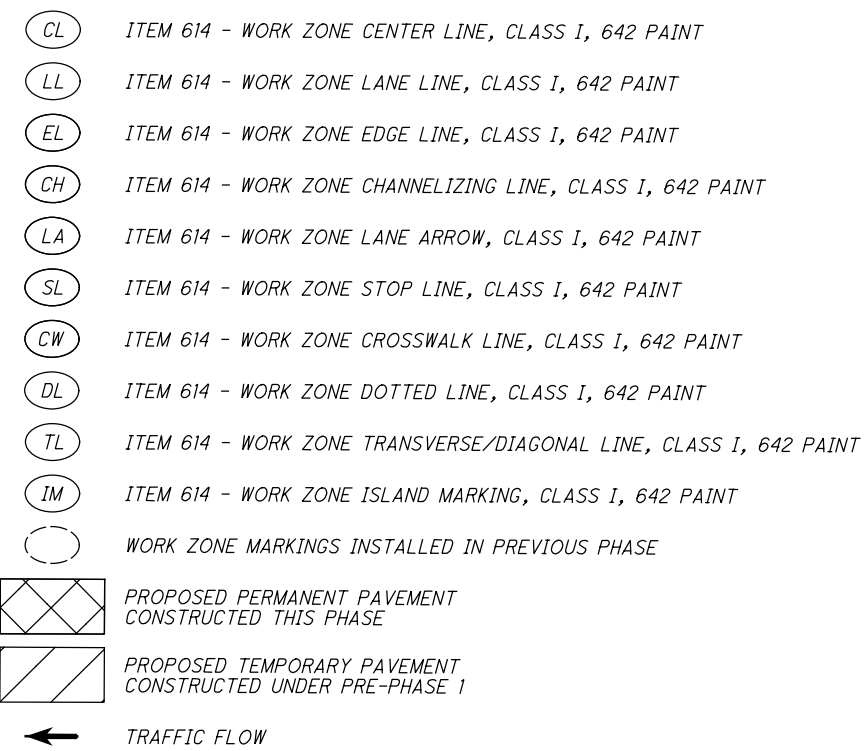 CL ITEM 614 - WORK ZONE CENTER LINE, CLASS I, 642 PAINT
LL ITEM 614 - WORK ZONE LANE LINE, CLASS I, 642 PAINT
EL ITEM 614 - WORK ZONE EDGE LINE, CLASS I, 642 PAINT
CH ITEM 614 - WORK ZONE CHANNELIZING LINE, CLASS I, 642 PAINT
LA ITEM 614 - WORK ZONE LANE ARROW, CLASS I, 642 PAINT
SL ITEM 614 - WORK ZONE STOP LINE, CLASS I, 642 PAINT
CW ITEM 614 - WORK ZONE CROSSWALK LINE, CLASS I, 642 PAINT
DL ITEM 614 - WORK ZONE DOTTED LINE, CLASS I, 642 PAINT
TL ITEM 614 - WORK ZONE TRANSVERSE/DIAGONAL LINE, CLASS I, 642 PAINT
IM ITEM 614 - WORK ZONE ISLAND MARKING, CLASS I, 642 PAINT
WORK ZONE MARKINGS INSTALLED IN PREVIOUS PHASE
PROPOSED PERMANENT PAVEMENT
CONSTRUCTED THIS PHASE
PROPOSED TEMPORARY PAVEMENT
CONSTRUCTED UNDER PRE-PHASE 1
TRAFFIC FLOW